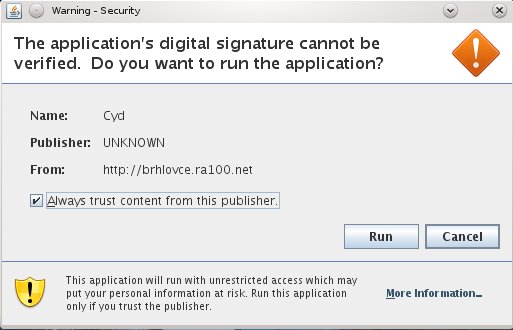 Warning - Security
The application's digital signature cannot be
verified. Do you want to run the application?
Name: Cyd
Publisher: UNKNOWN
From: http://brhlovce.ra100.net
Always trust content from this publisher.
Run Cancel
This application will run with unrestricted access which may
put your personal information at risk. Run this application
only if you trust the publisher.
More Information...